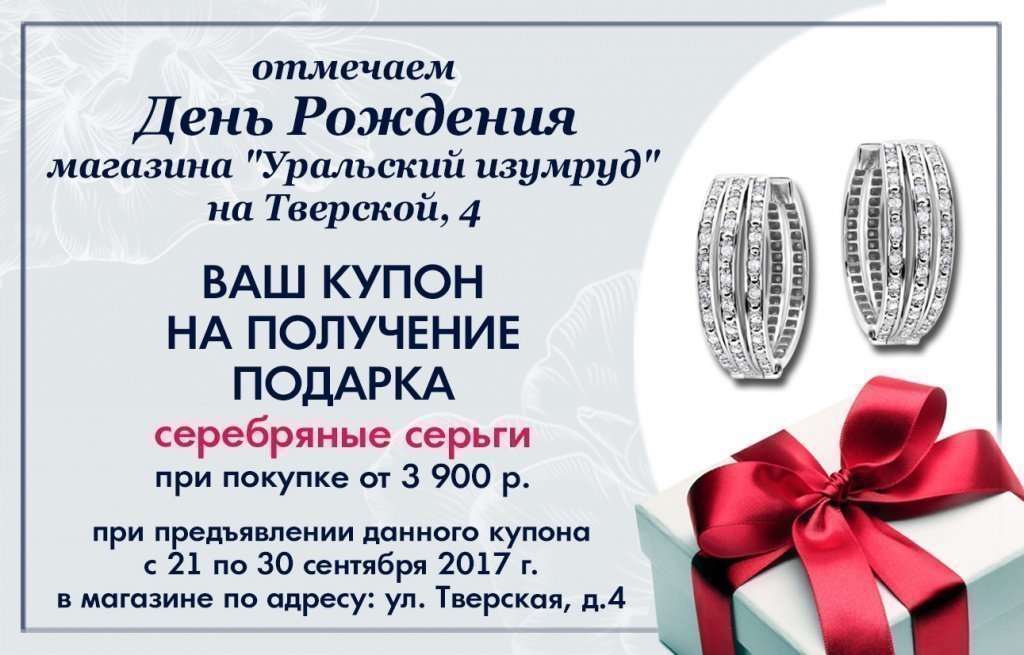 отмечаем
День Рождения
магазина "Уральский изумруд"
на Тверской, 4
ВАШ КУПОН
НА ПОЛУЧЕНИЕ
ПОДАРКА
серебряные серьги
при покупке от 3 900 р.
при предъявлении данного купона
с 21 по 30 сентября 2017 г.
в магазине по адресу: ул. Тверская, д.4